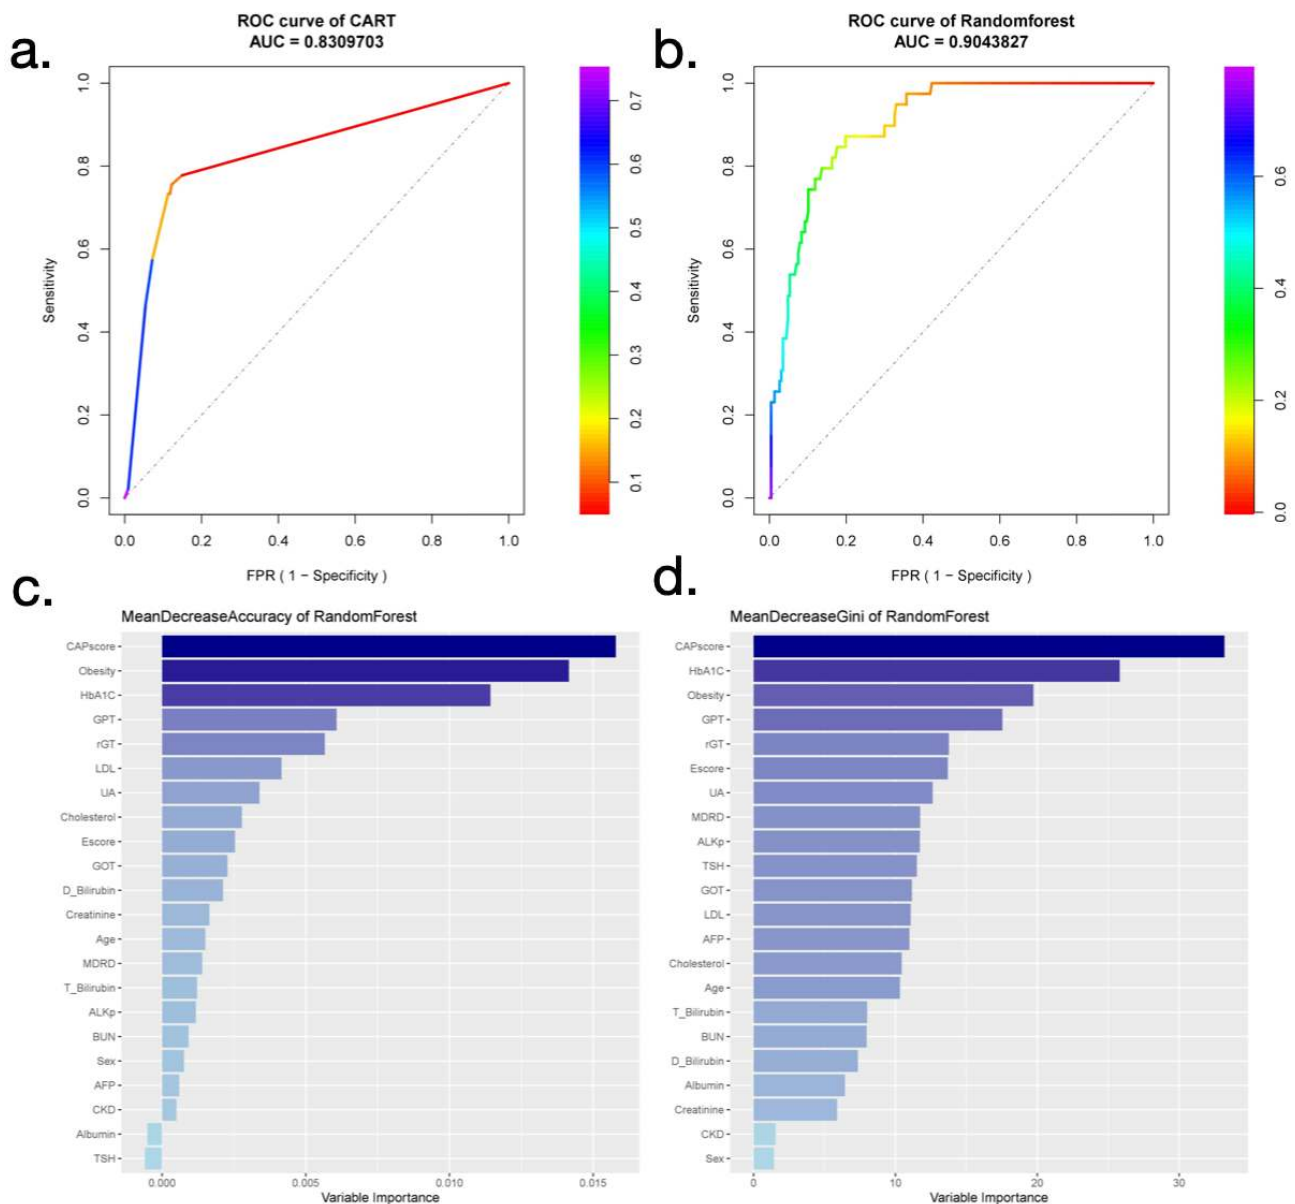 a.
ROC curve of CART
AUC = 0.8309703
Sensitivity
1.0
0.8
0.6
0.4
0.2
0.0
0.0 0.2 0.4 0.6 0.8 1.0
FPR ( 1 − Specificity )
0.7
0.6
0.5
0.4
0.3
0.2
0.1
b.
ROC curve of Randomforest
AUC = 0.9043827
Sensitivity
1.0
0.8
0.6
0.4
0.2
0.0
0.0 0.2 0.4 0.6 0.8 1.0
FPR ( 1 − Specificity )
0.6
0.4
0.2
0.0
c.
MeanDecreaseAccuracy of RandomForest
CAPscore
Obesity
HbA1C
GPT
rGT
LDL
UA
Cholesterol
Escore
GOT
D_Bilirubin
Creatinine
Age
MDRD
T_Bilirubin
ALKp
BUN
Sex
AFP
CKD
Albumin
TSH
0.000 0.005 0.010 0.015
Variable Importance
d.
MeanDecreaseGini of RandomForest
CAPscore
HbA1C
Obesity
GPT
rGT
Escore
UA
MDRD
ALKp
TSH
GOT
LDL
AFP
Cholesterol
Age
T_Bilirubin
BUN
D_Bilirubin
Albumin
Creatinine
CKD
Sex
0 10 20 30
Variable Importance